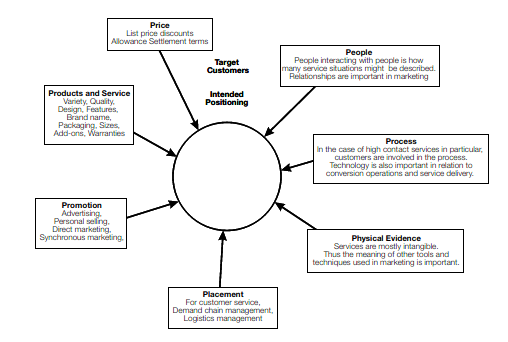 Price
List price discounts
Allowance Settlement terms
Target
Customers
Intended
Positioning
People
People interacting with people is how
many service situations might be described.
Relationships are important in marketing
Products and Service
Variety, Quality,
Design, Features,
Brand name,
Packaging, Sizes,
Add-ons, Warranties
Process
In the case of high contact services in particular,
customers are involved in the process.
Technology is also important in relation to
conversion operations and service delivery.
Promotion
Advertising,
Personal selling,
Direct marketing,
Synchronous marketing,
Physical Evidence
Services are mostly intangible.
Thus the meaning of other tools and
techniques used in marketing is important.
Placement
For customer service,
Demand chain management,
Logistics management